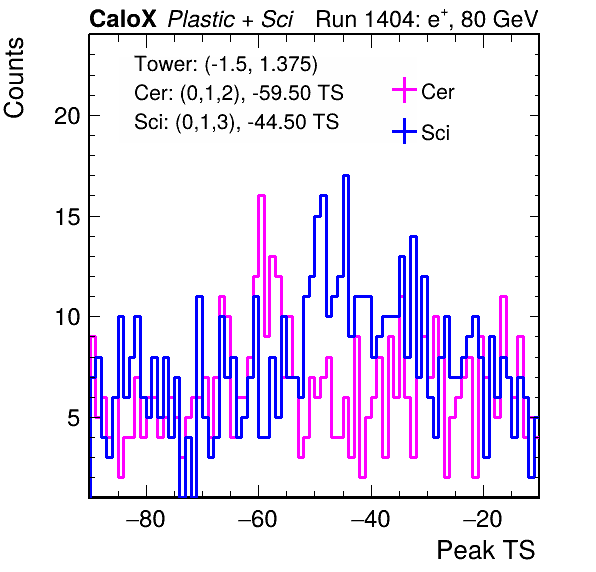 CaloX Plastic + Sci Run 1404: e⁺, 80 GeV
Counts
Tower: (-1.5, 1.375)
Cer: (0,1,2), -59.50 TS
Sci: (0,1,3), -44.50 TS
Cer
Sci
20
15
10
5
−80 −60 −40 −20
Peak TS